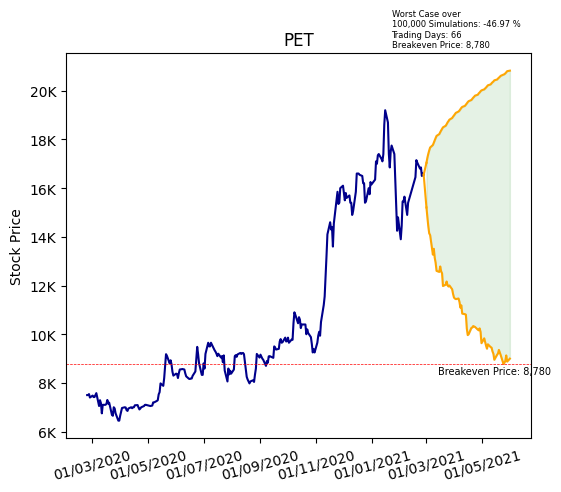 Worst Case over
100,000 Simulations: -46.97 %
Trading Days: 66
Breakeven Price: 8,780
PET
Stock Price
20K
18K
16K
14K
12K
10K
8K
6K
Breakeven Price: 8,780
01/03/2020 01/05/2020 01/07/2020 01/09/2020 01/11/2020 01/01/2021 01/03/2021 01/05/2021